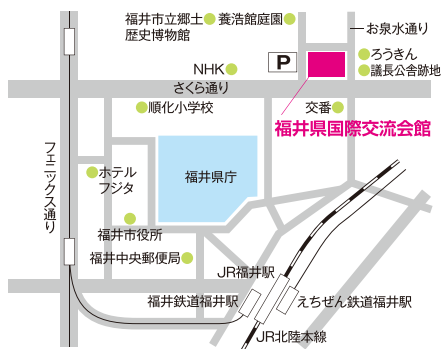 福井市立郷土
歴史博物館
養浩館庭園
お泉水通り
P
ろうきん
議長公舎跡地
NHK
さくら通り
順化小学校
交番
福井県国際交流会館
フェニックス通り
ホテル
フジタ
福井県庁
福井市役所
福井中央郵便局
JR福井駅
福井鉄道福井駅
えちぜん鉄道福井駅
JR北陸本線